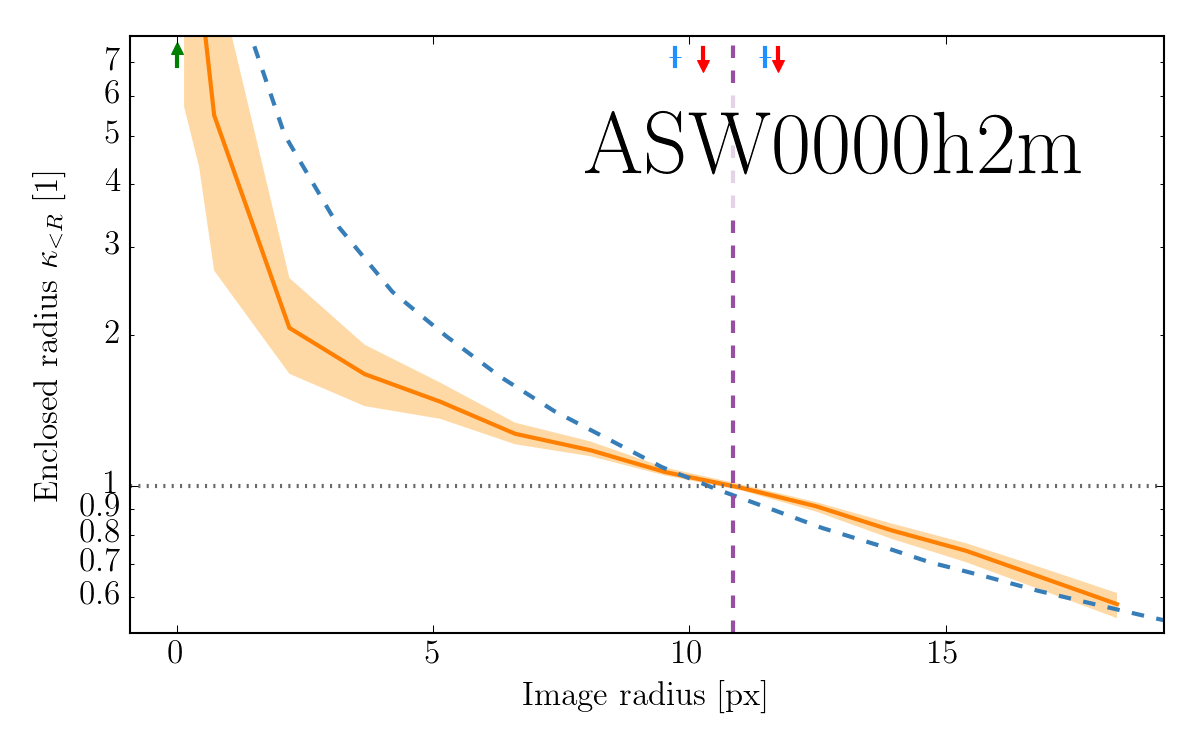 ASW0000h2m
Enclosed radius κ<R [1]
7
6
5
4
3
2
1
0.9
0.8
0.7
0.6
0 5 10 15
Image radius [px]